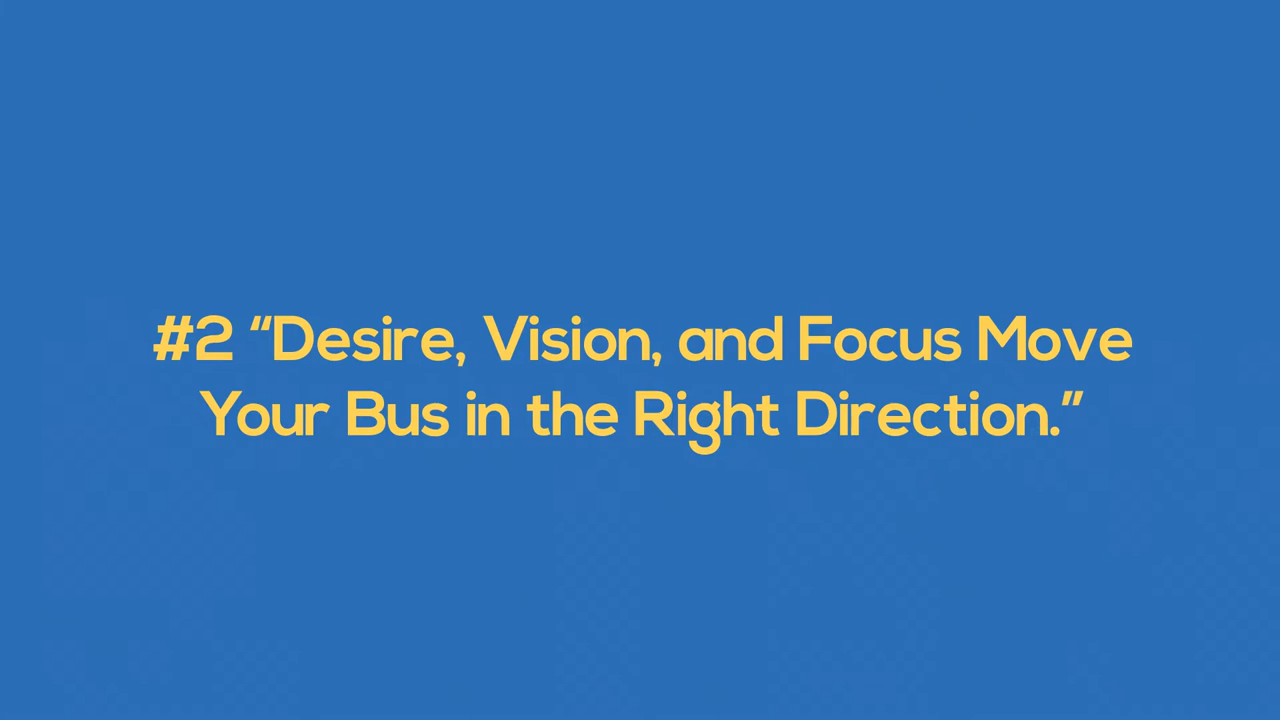 #2 “Desire, Vision, and Focus Move
Your Bus in the Right Direction.”